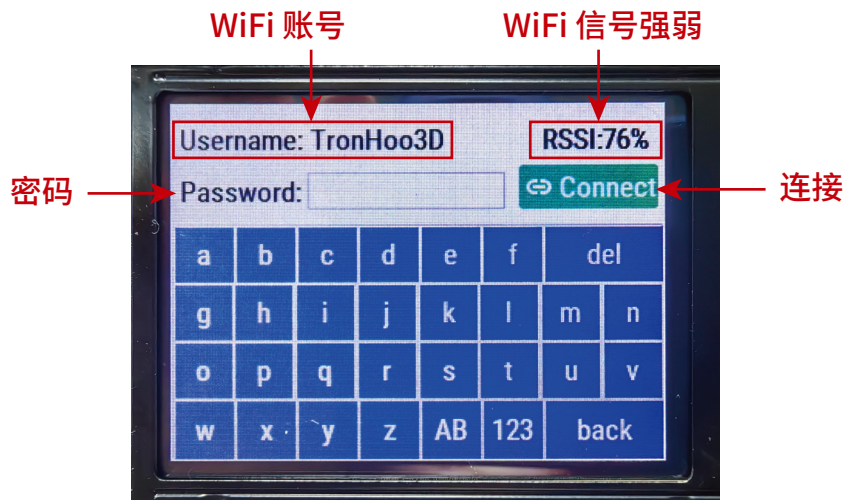 WiFi 账号
WiFi 信号强弱
Username: TronHoo3D
RSSI:76%
密码
Password:
Connect
连接
a b c d e f del
g h i j k l m n
o p q r s t u v
w x y z AB 123 back